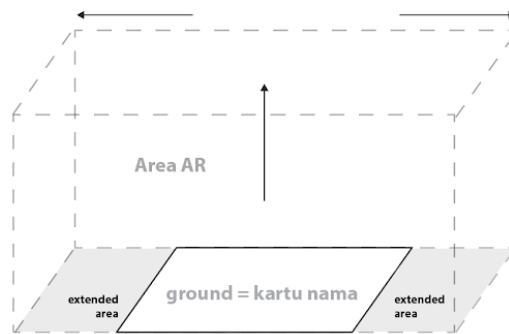 Area AR
ground = kartu nama
extended
area
extended
area